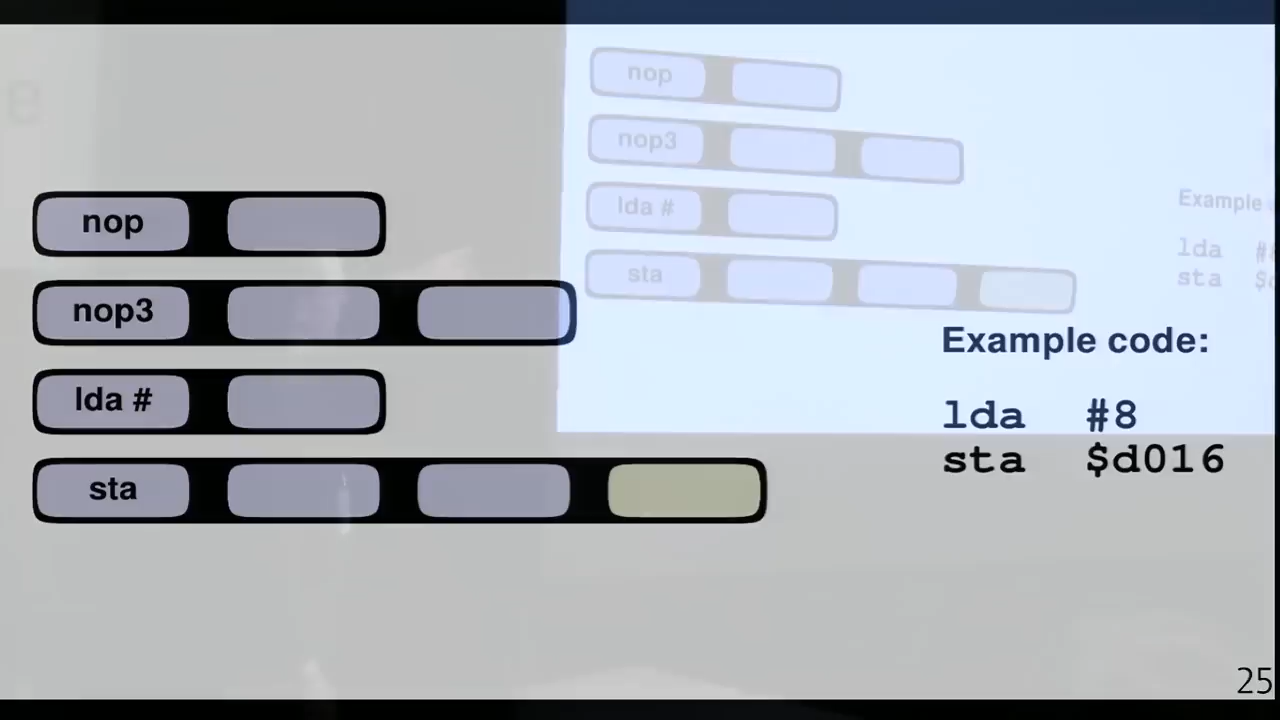 nop
nop3
lda #
sta
Example
lda #
sta
nop
nop3
lda #
sta
Example code:
lda #8
sta $d016
25